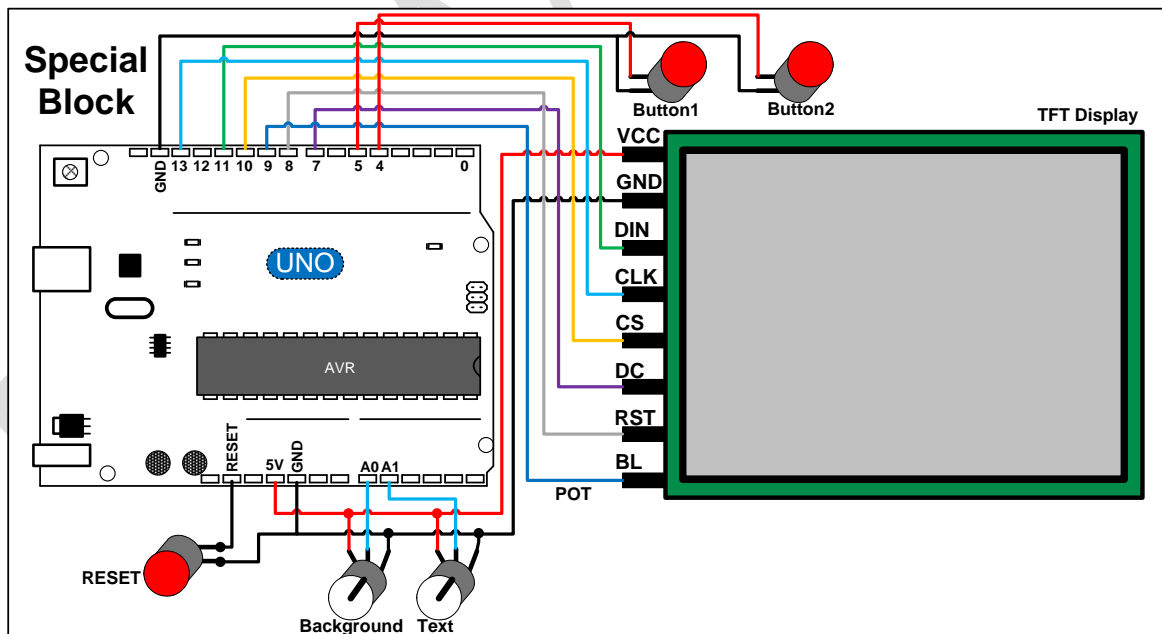 Special
Block
Button1
Button2
TFT Display
GND
13
12
11
10
9
8
7
5
4
0
VCC
GND
DIN
CLK
CS
DC
RST
BL
UNO
AVR
RESET
5V
GND
A0
A1
POT
RESET
Background
Text